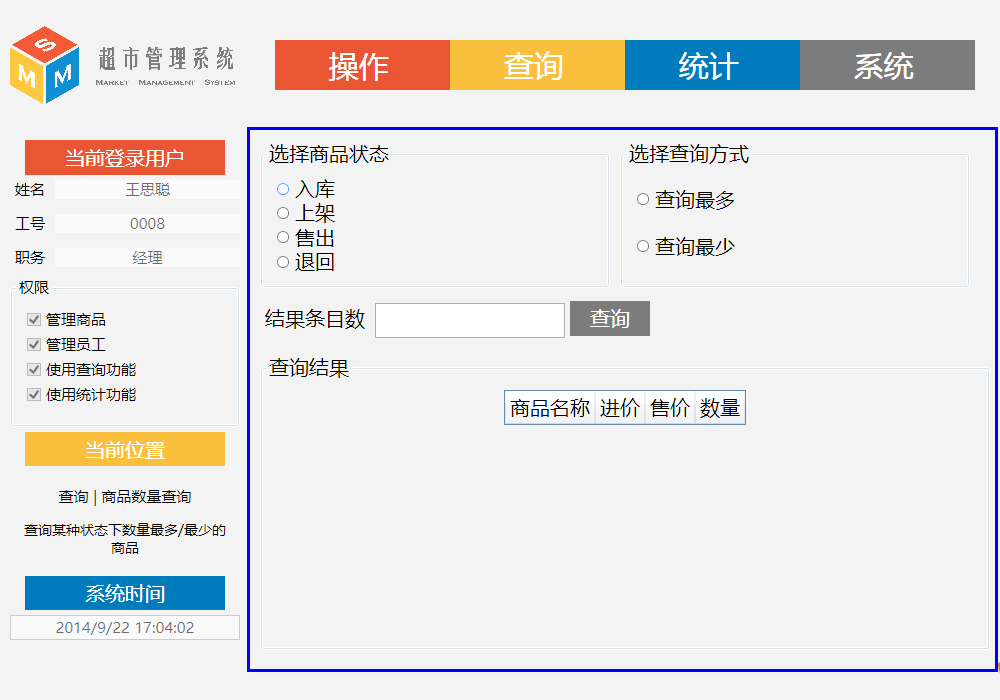 S
M M
超市管理系统
MARKET MANAGEMENT SYSTEM
操作 查询 统计 系统
当前登录用户
姓名 王思聪
工号 0008
职务 经理
权限
管理商品
管理员工
使用查询功能
使用统计功能
当前位置
查询 | 商品数量查询
查询某种状态下数量最多/最少的
商品
系统时间
2014/9/22 17:04:02
选择商品状态
入库
上架
售出
退回
选择查询方式
查询最多
查询最少
结果条目数 查询
查询结果
商品名称 进价 售价 数量